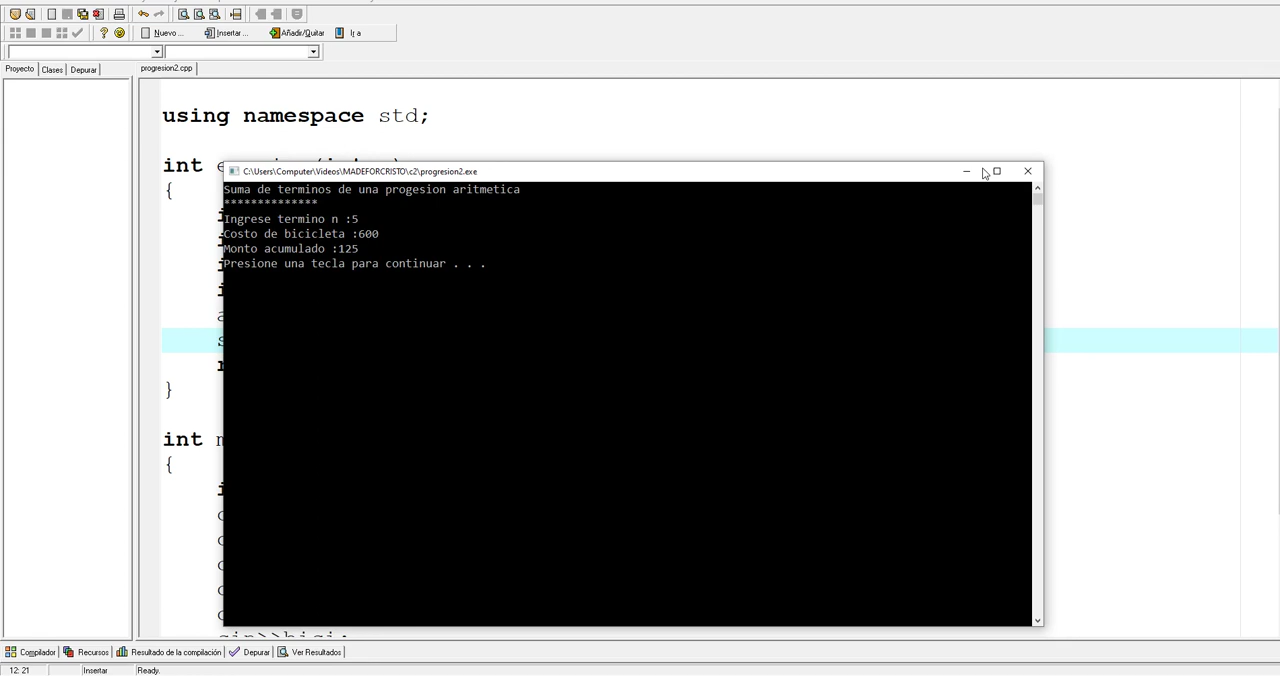 Nuevo ...
Insertar ...
Añadir/Quitar
Ir a
Proyecto
Clases
Depurar
progresion2.cpp
using namespace std;
int
{
C:\Users\Computer\Videos\MADEFORCRISTO\c2\progresion2.exe
Suma de terminos de una progesion aritmetica
**************
Ingrese termino n :5
Costo de bicicleta :600
Monto acumulado :125
Presione una tecla para continuar . . .
}
int
{
Compilador
Recursos
Resultado de la compilación
Depurar
Ver Resultados
12: 21
Insertar
Ready.